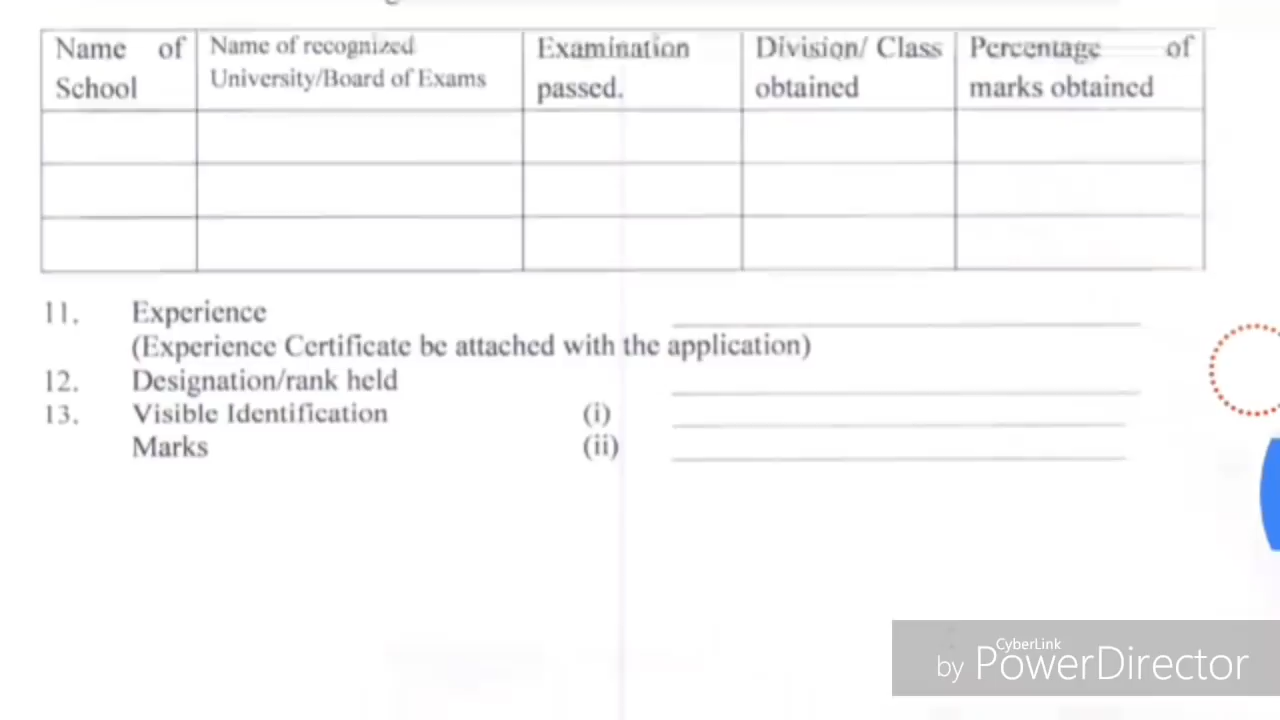 Name of School
Name of recognized University/Board of Exams
Examination passed.
Division/ Class obtained
Percentage of marks obtained
11. Experience
(Experience Certificate be attached with the application)
12. Designation/rank held
13. Visible Identification (i)
Marks (ii)
CyberLink
by PowerDirector